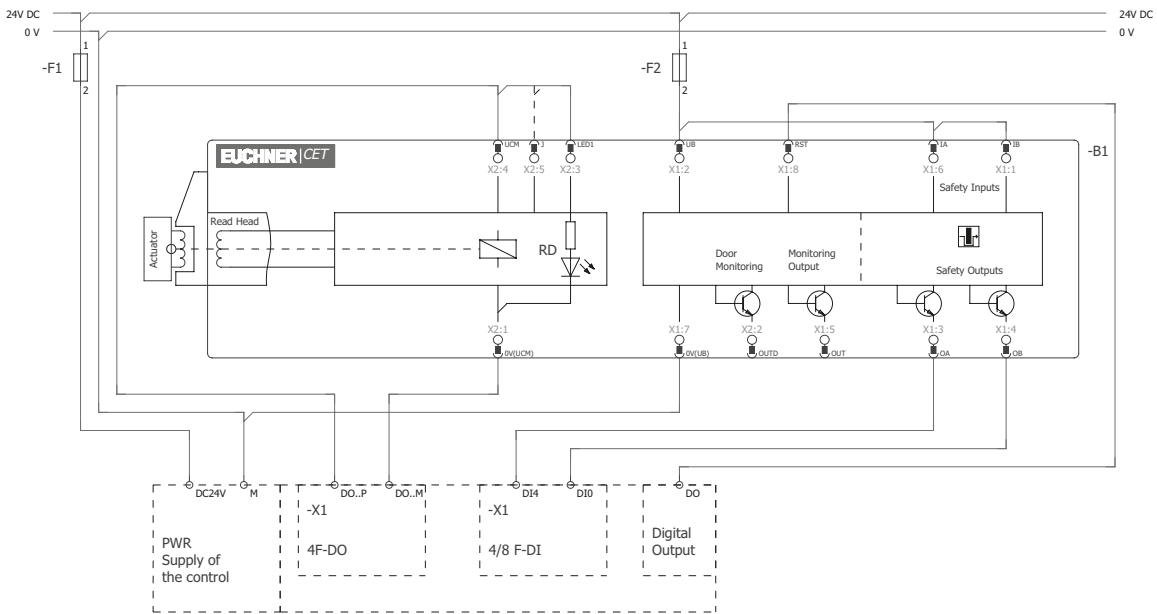 24V DC
24V DC
0 V
0 V
1
1
-F1
-F2
2
2
EUCHNER CET
UCM
J
LED1
UB
RST
IA
IB
-B1
X2:4
X2:5
X2:3
X1:2
X1:8
X1:6
X1:1
Safety Inputs
Actuator
Read Head
RD
Door
Monitoring
Monitoring
Output
Safety Outputs
X2:1
X1:7
X2:2
X1:5
X1:3
X1:4
0V(UCM)
0V(UB)
OUTD
OUT
OA
OB
DC24V
M
DO..P
DO..M
DI4
DI0
DO
-X1
4F-DO
-X1
4/8 F-DI
Digital
Output
PWR
Supply of
the control